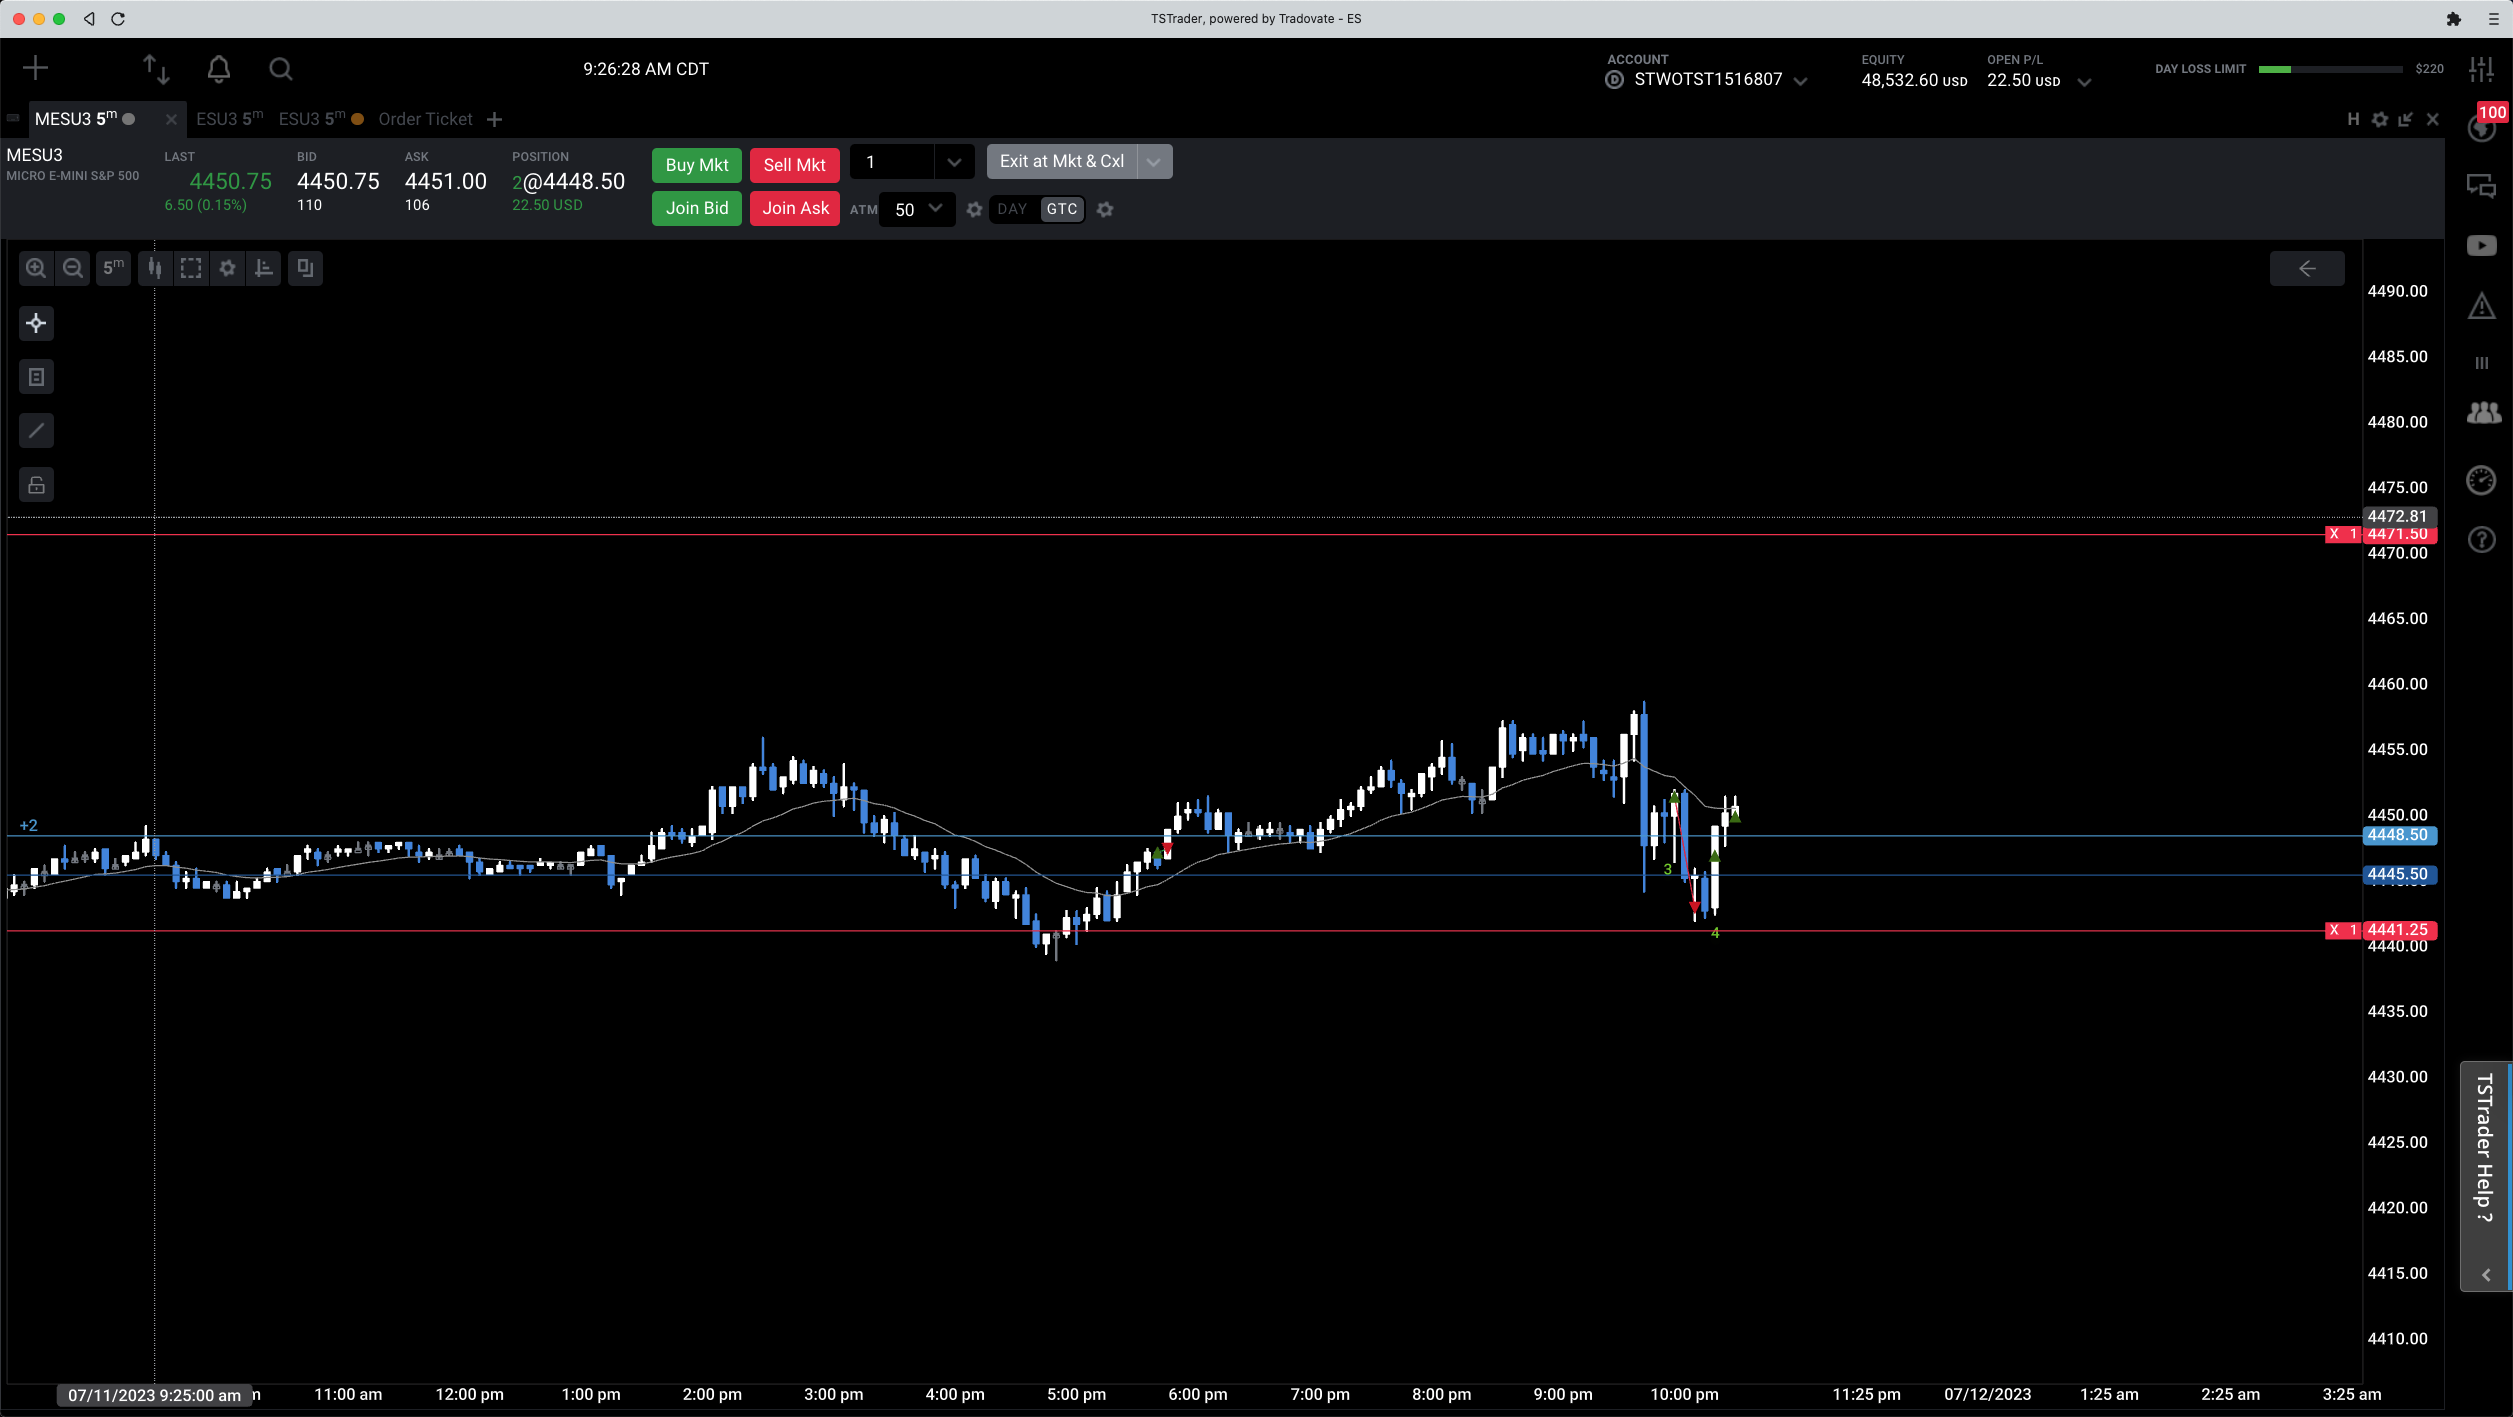 TSTrader, powered by Tradovate - ES
9:26:28 AM CDT
ACCOUNT
D STWOTST1516807
EQUITY
48,532.60 USD
OPEN P/L
22.50 USD
DAY LOSS LIMIT
$220
100
MESU3 5m
ESU3 5m
ESU3 5m
Order Ticket
H
MESU3
MICRO E-MINI S&P 500
LAST
4450.75
6.50 (0.15%)
BID
4450.75
110
ASK
4451.00
106
POSITION
2@4448.50
22.50 USD
Buy Mkt
Sell Mkt
1
Exit at Mkt & Cxl
Join Bid
Join Ask
ATM
50
DAY
GTC
5m
4490.00
4485.00
4480.00
4475.00
4472.81
X 1 4471.50
4470.00
4465.00
4460.00
4455.00
4450.00
+2
4448.50
3
4445.50
4
X 1 4441.25
4440.00
4435.00
4430.00
4425.00
4420.00
4415.00
4410.00
TSTrader Help ?
07/11/2023 9:25:00 am
11:00 am
12:00 pm
1:00 pm
2:00 pm
3:00 pm
4:00 pm
5:00 pm
6:00 pm
7:00 pm
8:00 pm
9:00 pm
10:00 pm
11:25 pm
07/12/2023
1:25 am
2:25 am
3:25 am